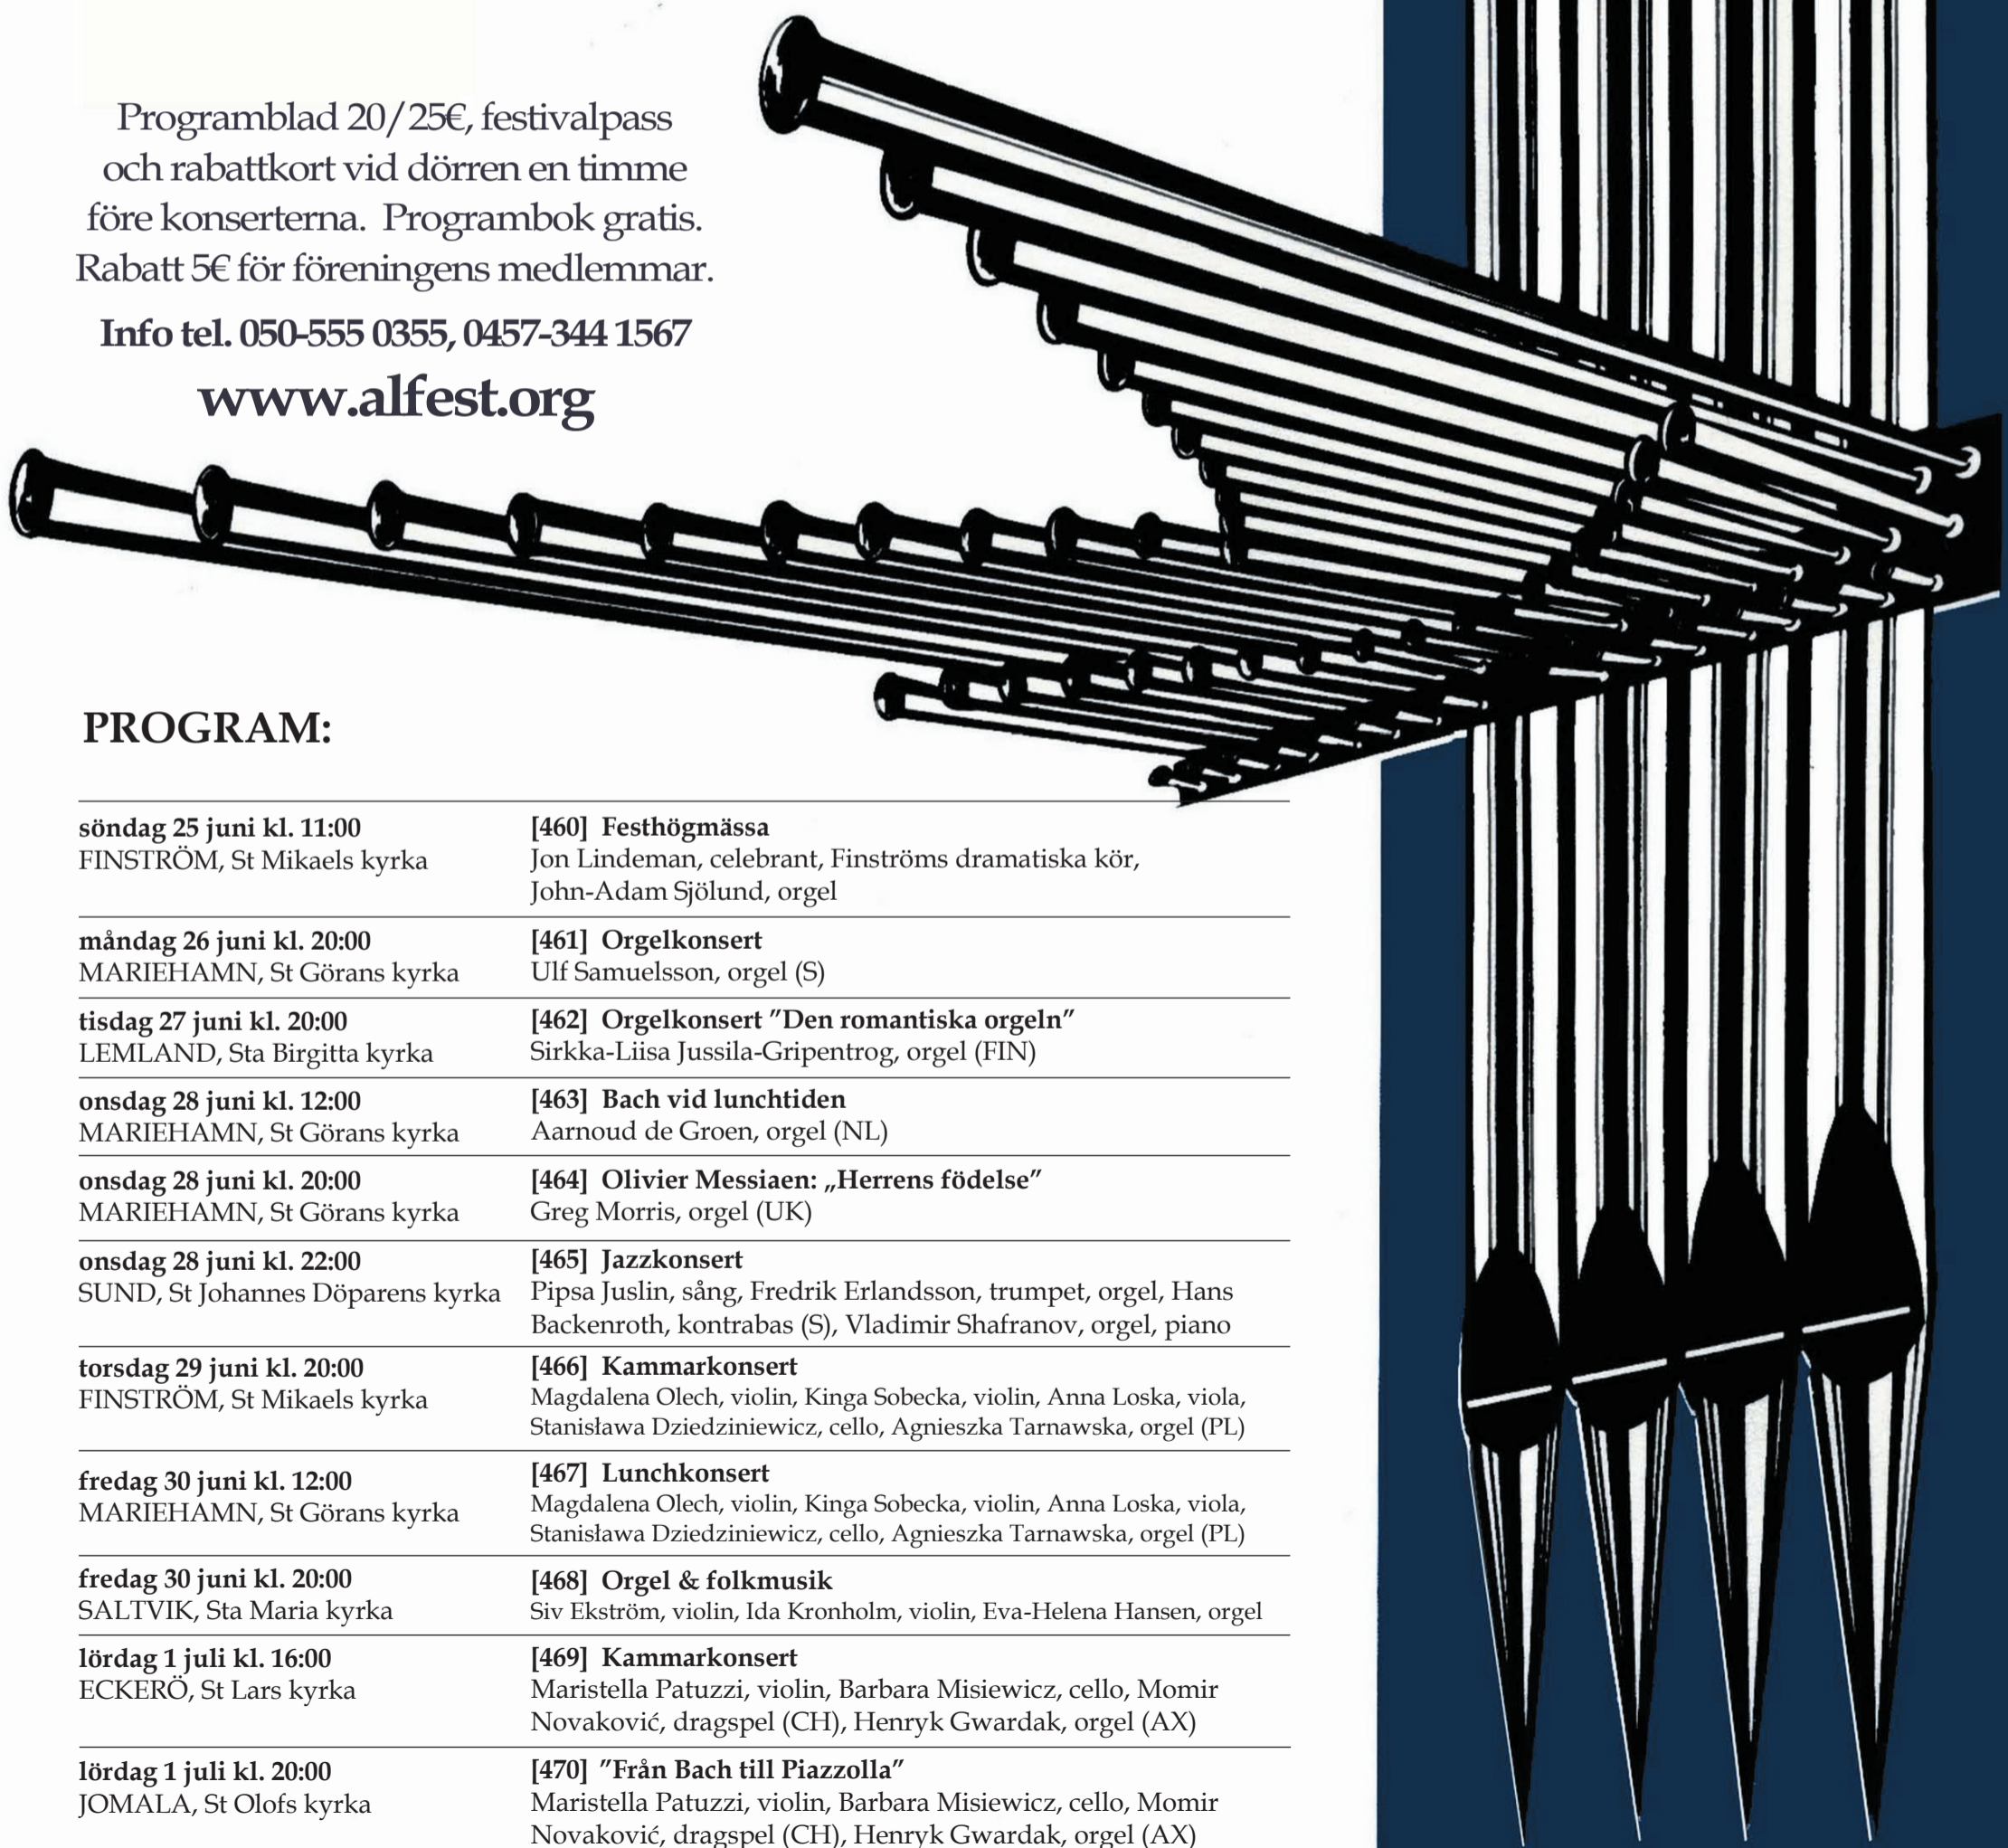 Programblad 20/25€, festivalpass
och rabattkort vid dörren en timme
före konserterna. Programbok gratis.
Rabatt 5€ för föreningens medlemmar.
Info tel. 050-555 0355, 0457-344 1567
www.alfest.org
PROGRAM:
söndag 25 juni kl. 11:00
FINSTRÖM, St Mikaels kyrka
[460] Festhögmässa
Jon Lindeman, celebrant, Finströms dramatiska kör,
John-Adam Sjölund, orgel
måndag 26 juni kl. 20:00
MARIEHAMN, St Görans kyrka
[461] Orgelkonsert
Ulf Samuelsson, orgel (S)
tisdag 27 juni kl. 20:00
LEMLAND, Sta Birgitta kyrka
[462] Orgelkonsert ”Den romantiska orgeln”
Sirkka-Liisa Jussila-Gripentrog, orgel (FIN)
onsdag 28 juni kl. 12:00
MARIEHAMN, St Görans kyrka
[463] Bach vid lunchtiden
Aarnoud de Groen, orgel (NL)
onsdag 28 juni kl. 20:00
MARIEHAMN, St Görans kyrka
[464] Olivier Messiaen: „Herrens födelse”
Greg Morris, orgel (UK)
onsdag 28 juni kl. 22:00
SUND, St Johannes Döparens kyrka
[465] Jazzkonsert
Pipsa Juslin, sång, Fredrik Erlandsson, trumpet, orgel, Hans
Backenroth, kontrabas (S), Vladimir Shafranov, orgel, piano
torsdag 29 juni kl. 20:00
FINSTRÖM, St Mikaels kyrka
[466] Kammarkonsert
Magdalena Olech, violin, Kinga Sobecka, violin, Anna Loska, viola,
Stanisława Dziedziniewicz, cello, Agnieszka Tarnawska, orgel (PL)
fredag 30 juni kl. 12:00
MARIEHAMN, St Görans kyrka
[467] Lunchkonsert
Magdalena Olech, violin, Kinga Sobecka, violin, Anna Loska, viola,
Stanisława Dziedziniewicz, cello, Agnieszka Tarnawska, orgel (PL)
fredag 30 juni kl. 20:00
SALTVIK, Sta Maria kyrka
[468] Orgel & folkmusik
Siv Ekström, violin, Ida Kronholm, violin, Eva-Helena Hansen, orgel
lördag 1 juli kl. 16:00
ECKERÖ, St Lars kyrka
[469] Kammarkonsert
Maristella Patuzzi, violin, Barbara Misiewicz, cello, Momir
Novaković, dragspel (CH), Henryk Gwardak, orgel (AX)
lördag 1 juli kl. 20:00
JOMALA, St Olofs kyrka
[470] ”Från Bach till Piazzolla”
Maristella Patuzzi, violin, Barbara Misiewicz, cello, Momir
Novaković, dragspel (CH), Henryk Gwardak, orgel (AX)